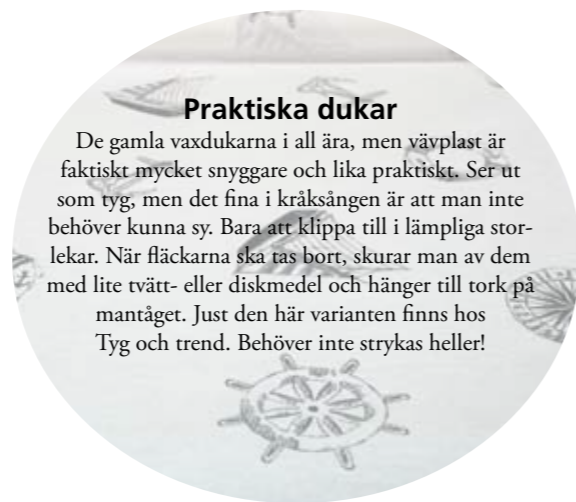 Praktiska dukar
De gamla vaxdukarna i all ära, men vävplast är
faktiskt mycket snyggare och lika praktiskt. Ser ut
som tyg, men det fina i kråksången är att man inte
behöver kunna sy. Bara att klippa till i lämpliga stor-
lekar. När fläckarna ska tas bort, skurar man av dem
med lite tvätt- eller diskmedel och hänger till tork på
mantåget. Just den här varianten finns hos
Tyg och trend. Behöver inte strykas heller!